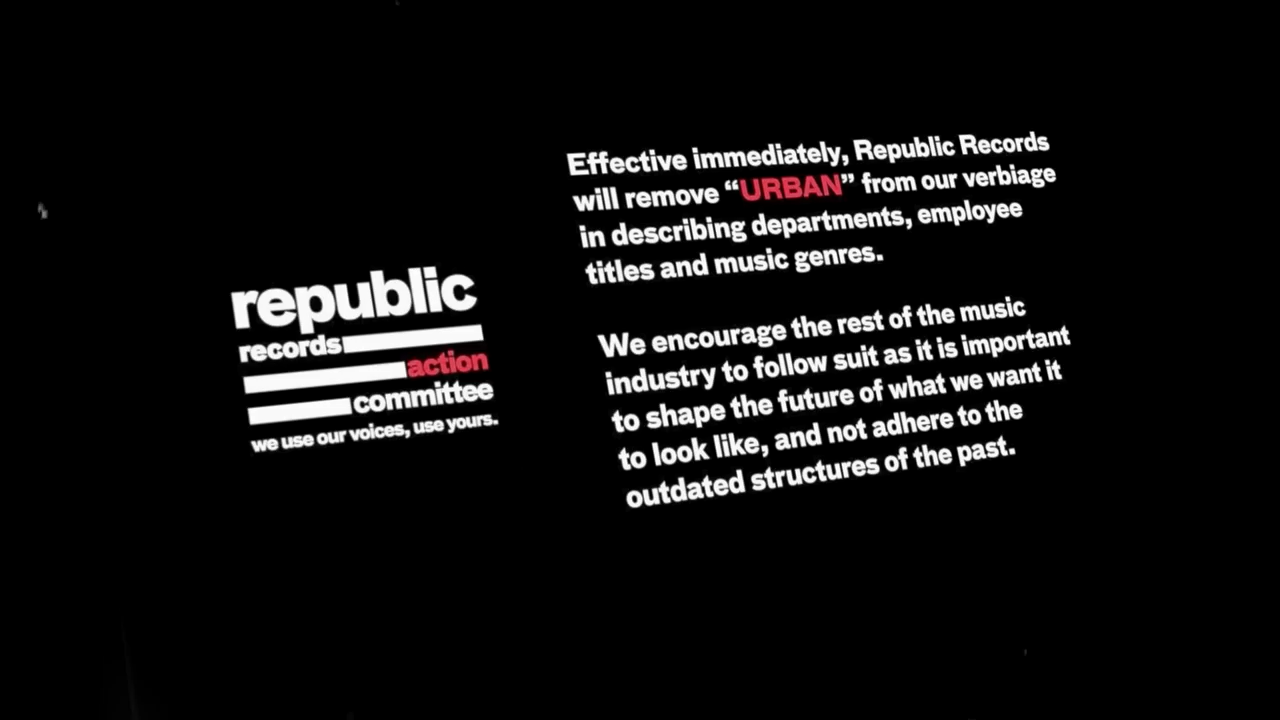 republic
records
action
committee
we use our voices, use yours.
Effective immediately, Republic Records
will remove “URBAN” from our verbiage
in describing departments, employee
titles and music genres.
We encourage the rest of the music
industry to follow suit as it is important
to shape the future of what we want it
to look like, and not adhere to the
outdated structures of the past.